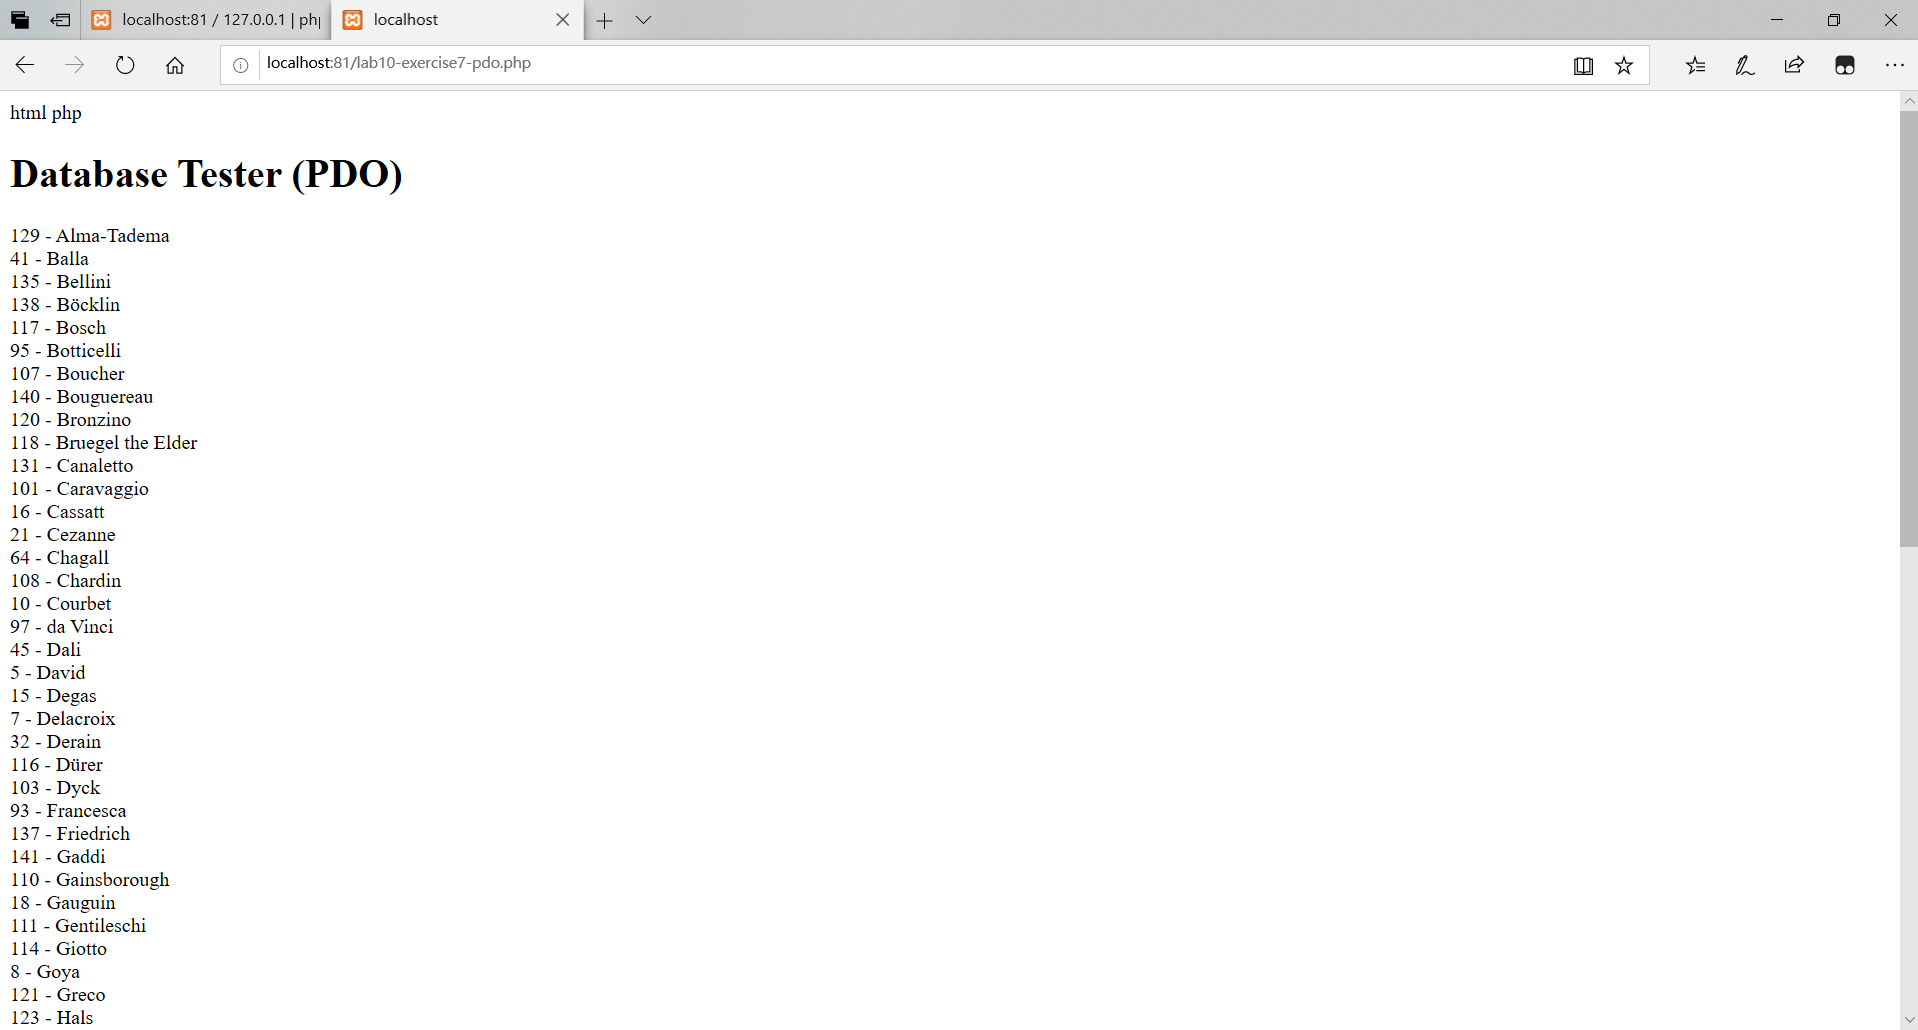 localhost:81 / 127.0.0.1 | ph
localhost
localhost:81/lab10-exercise7-pdo.php
html php
Database Tester (PDO)
129 - Alma-Tadema
41 - Balla
135 - Bellini
138 - Böcklin
117 - Bosch
95 - Botticelli
107 - Boucher
140 - Bouguereau
120 - Bronzino
118 - Bruegel the Elder
131 - Canaletto
101 - Caravaggio
16 - Cassatt
21 - Cezanne
64 - Chagall
108 - Chardin
10 - Courbet
97 - da Vinci
45 - Dali
5 - David
15 - Degas
7 - Delacroix
32 - Derain
116 - Dürer
103 - Dyck
93 - Francesca
137 - Friedrich
141 - Gaddi
110 - Gainsborough
18 - Gauguin
111 - Gentileschi
114 - Giotto
8 - Goya
121 - Greco
123 - Hals